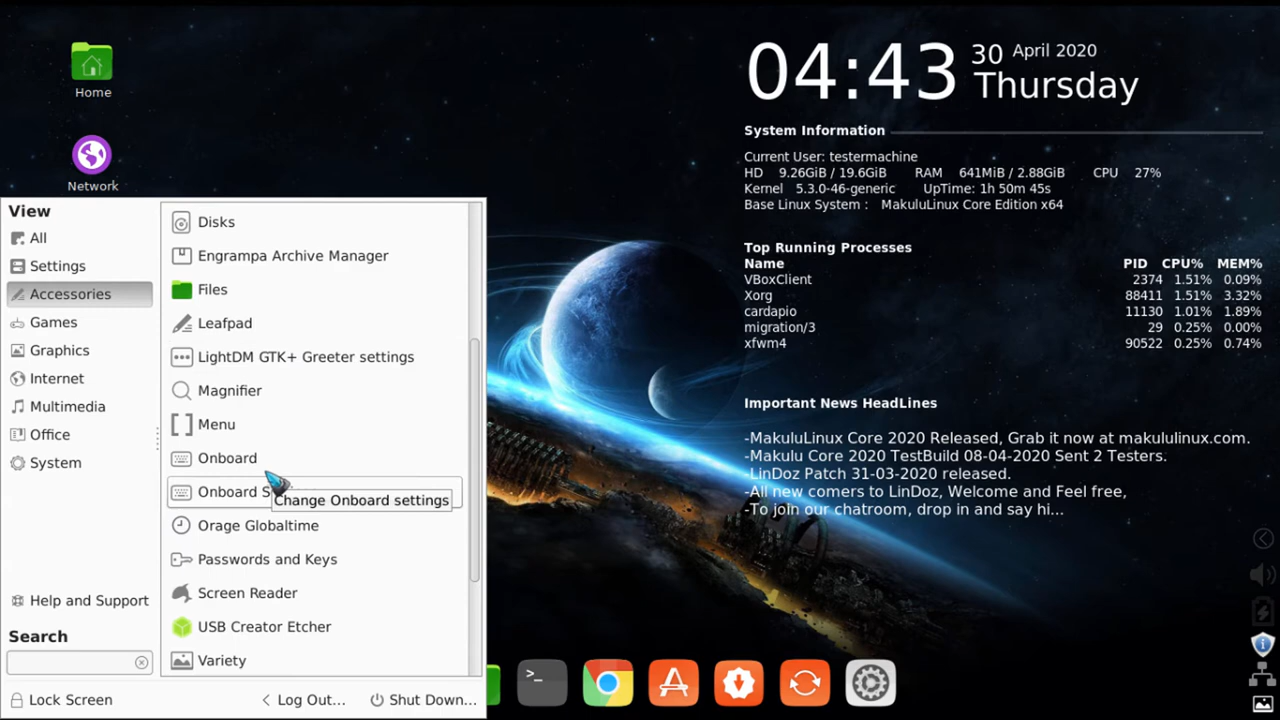 Home
Network
04:43 30 April 2020
Thursday
System Information
Current User: testermachine
HD 9.26GiB / 19.6GiB RAM 641MiB / 2.88GiB CPU 27%
Kernel 5.3.0-46-generic UpTime: 1h 50m 45s
Base Linux System : MakuluLinux Core Edition x64
Top Running Processes
Name PID CPU% MEM%
VBoxClient 2374 1.51% 0.09%
Xorg 88411 1.51% 3.32%
cardapio 11130 1.01% 1.89%
migration/3 29 0.25% 0.00%
xfwm4 90522 0.25% 0.74%
Important News HeadLines
-MakuluLinux Core 2020 Released, Grab it now at makululinux.com.
-Makulu Core 2020 TestBuild 08-04-2020 Sent 2 Testers.
-LinDoz Patch 31-03-2020 released.
-All new comers to LinDoz, Welcome and Feel free,
-To join our chatroom, drop in and say hi...
View
All
Settings
Accessories
Games
Graphics
Internet
Multimedia
Office
System
Help and Support
Search
Disks
Engrampa Archive Manager
Files
Leafpad
LightDM GTK+ Greeter settings
Magnifier
Menu
Onboard
Onboard S
Change Onboard settings
Orage Globaltime
Passwords and Keys
Screen Reader
USB Creator Etcher
Variety
Lock Screen
Log Out...
Shut Down...
>_